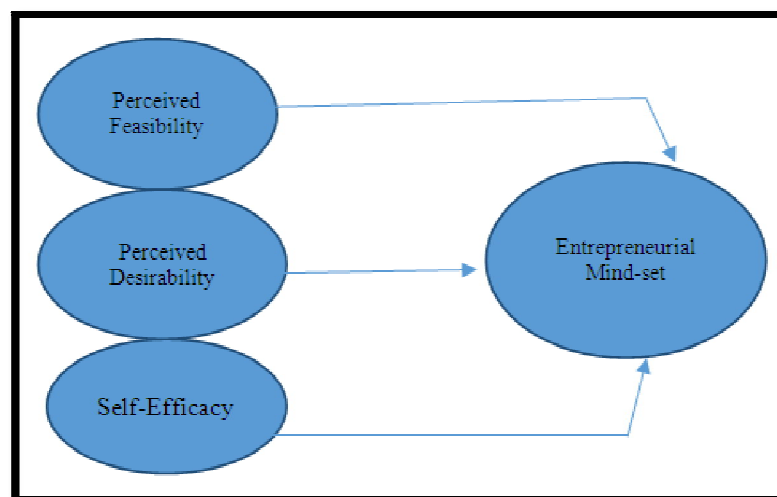 Perceived
Feasibility
Perceived
Desirability
Entrepreneurial
Mind-set
Self-Efficacy